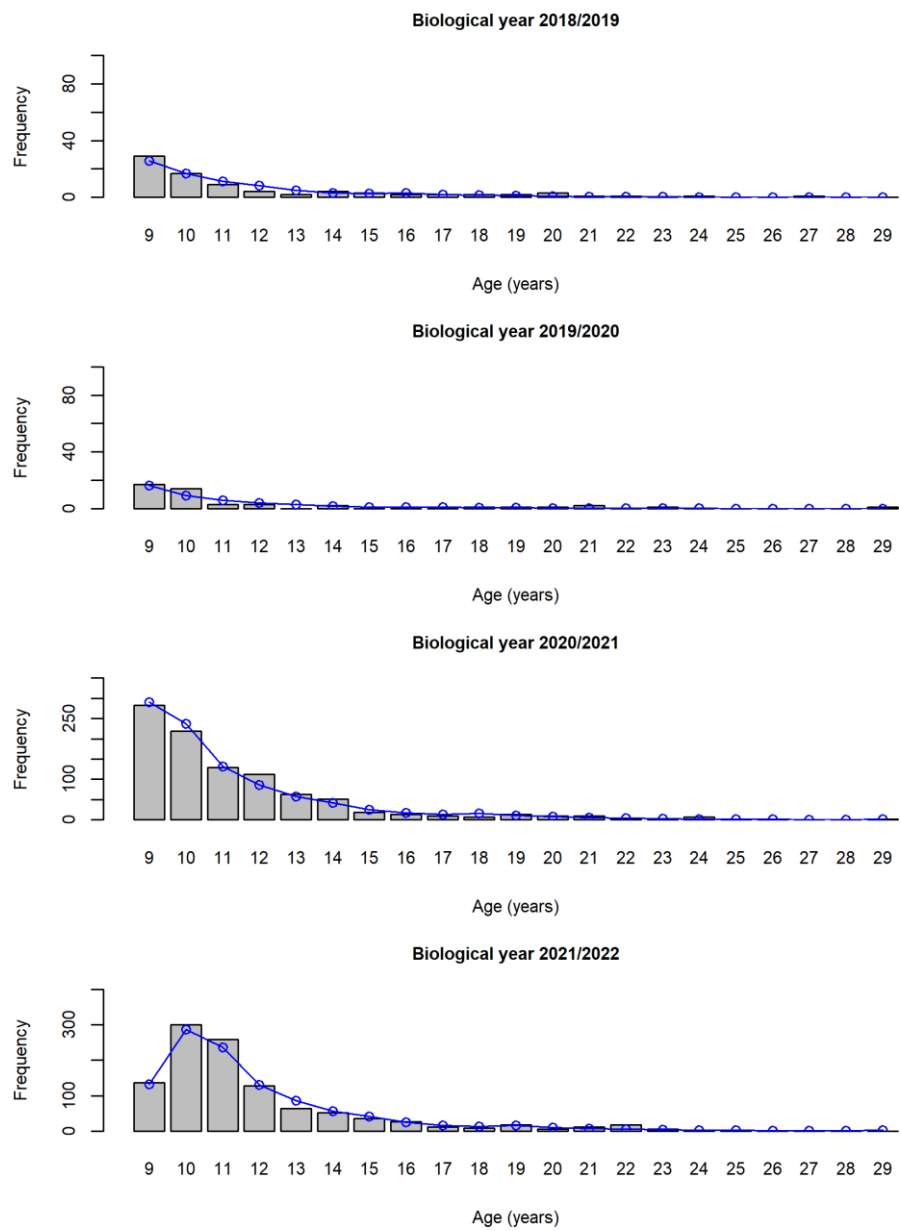 Biological year 2018/2019
Frequency
0 40 80
9 10 11 12 13 14 15 16 17 18 19 20 21 22 23 24 25 26 27 28 29
Age (years)
Biological year 2019/2020
Frequency
0 40 80
9 10 11 12 13 14 15 16 17 18 19 20 21 22 23 24 25 26 27 28 29
Age (years)
Biological year 2020/2021
Frequency
0 100 250
9 10 11 12 13 14 15 16 17 18 19 20 21 22 23 24 25 26 27 28 29
Age (years)
Biological year 2021/2022
Frequency
0 100 300
9 10 11 12 13 14 15 16 17 18 19 20 21 22 23 24 25 26 27 28 29
Age (years)